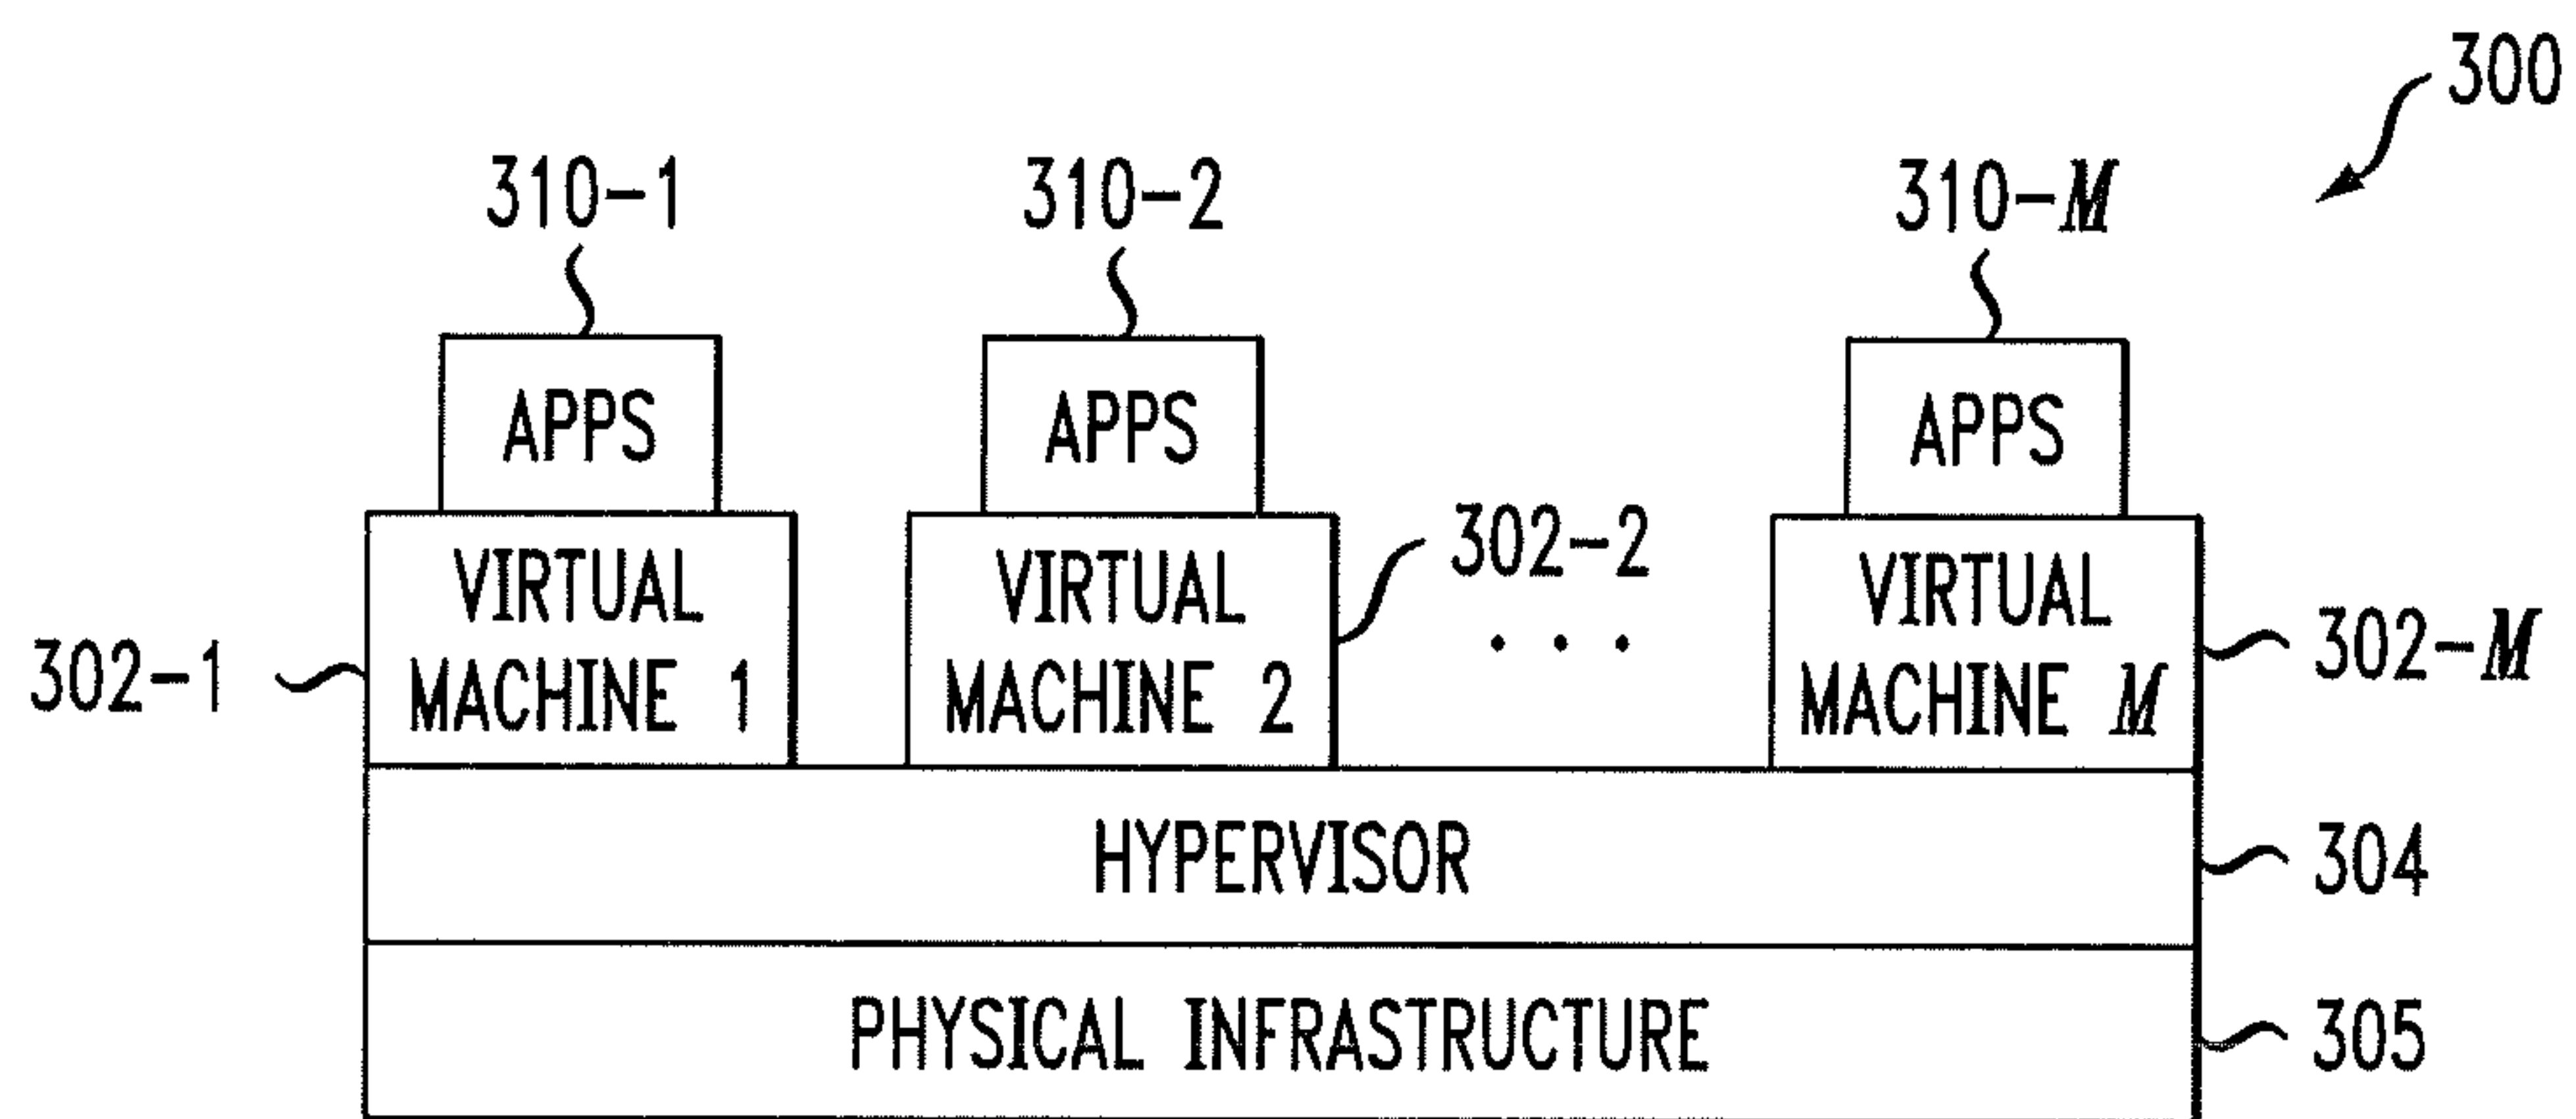 300
310-1
310-2
310-M
APPS
APPS
APPS
302-1
VIRTUAL
MACHINE 1
VIRTUAL
MACHINE 2
302-2
. . .
VIRTUAL
MACHINE M
302-M
HYPERVISOR
304
PHYSICAL INFRASTRUCTURE
305